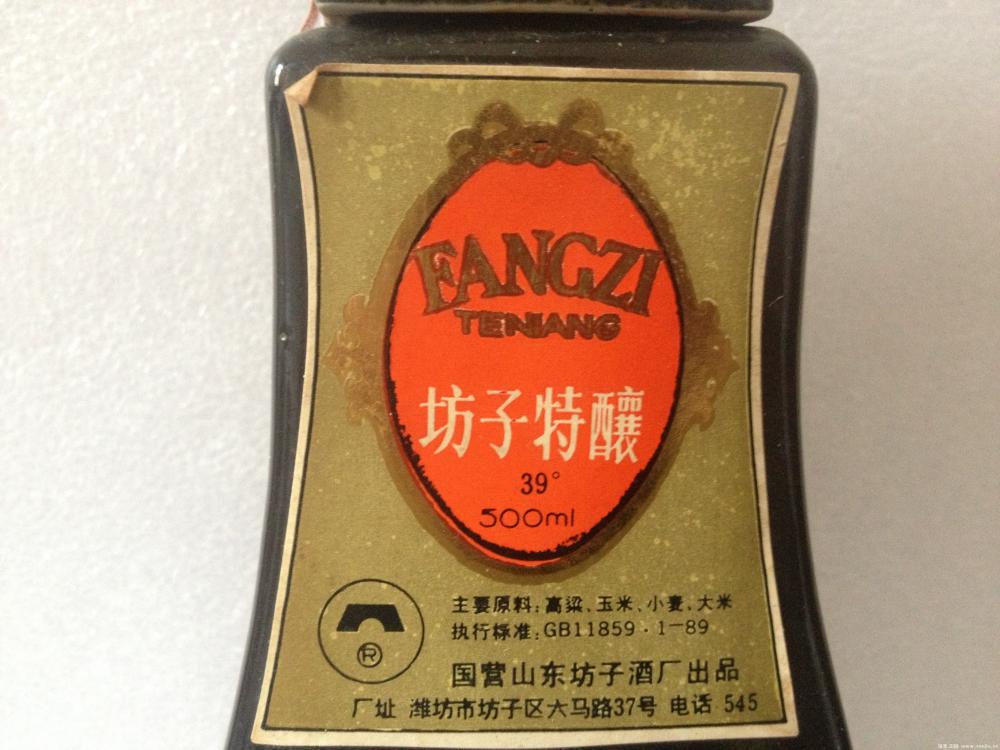 FANGZI
TENIANG
坊子特酿
39°
500ml
主要原料:高粱、玉米、小麦、大米
执行标准:GB11859·1-89
®
国营山东坊子酒厂出品
厂址 潍坊市坊子区六马路37号 电话 545